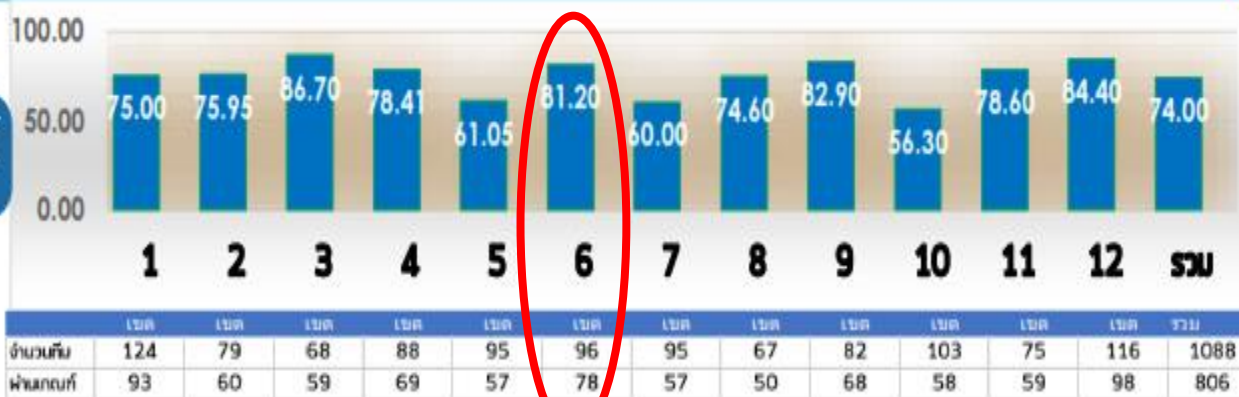 100.00
50.00
0.00
75.00 75.95 86.70 78.41 61.05 81.20 60.00 74.60 82.90 56.30 78.60 84.40 74.00
1 2 3 4 5 6 7 8 9 10 11 12 รวม
เขต เขต เขต เขต เขต เขต เขต เขต เขต เขต เขต เขต รวม
จำนวนทีม 124 79 68 88 95 96 95 67 82 103 75 116 1088
ผ่านเกณฑ์ 93 60 59 69 57 78 57 50 68 58 59 98 806